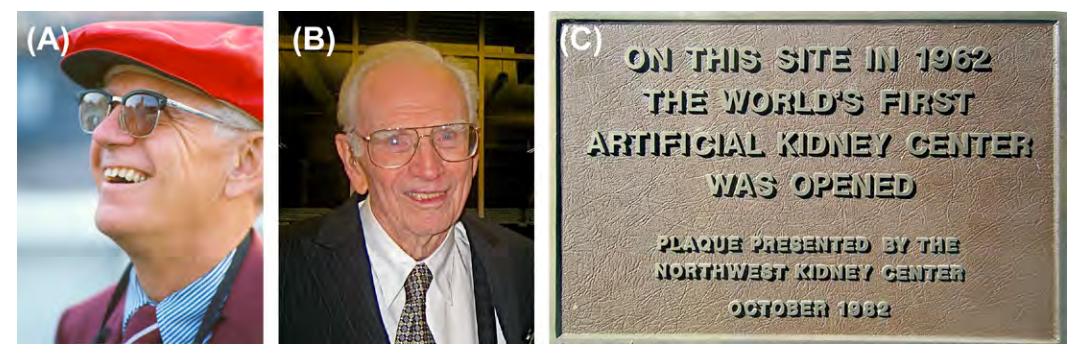 (A)
(B)
(C)
ON THIS SITE IN 1962
THE WORLD'S FIRST
ARTIFICIAL KIDNEY CENTER
WAS OPENED
PLAQUE PRESENTED BY THE
NORTHWEST KIDNEY CENTER
OCTOBER 1982